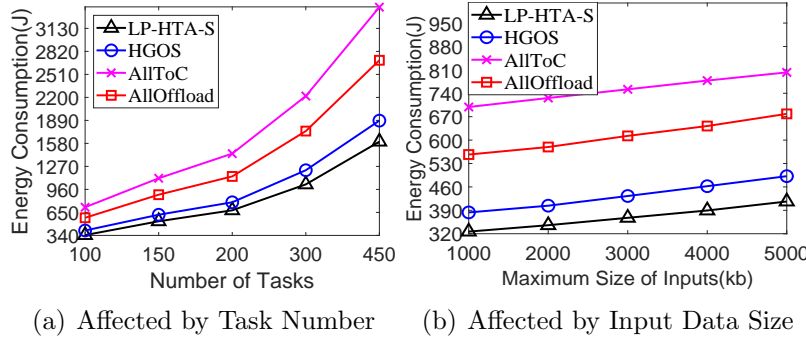 Energy Consumption(J)
3130
2820
2510
2200
1890
1580
1270
960
650
340
LP-HTA-S
HGOS
AllToC
AllOffload
100 150 200 300 450
Number of Tasks
(a) Affected by Task Number
Energy Consumption(J)
950
880
810
740
670
600
530
460
390
320
LP-HTA-S
HGOS
AllToC
AllOffload
1000 2000 3000 4000 5000
Maximum Size of Inputs(kb)
(b) Affected by Input Data Size